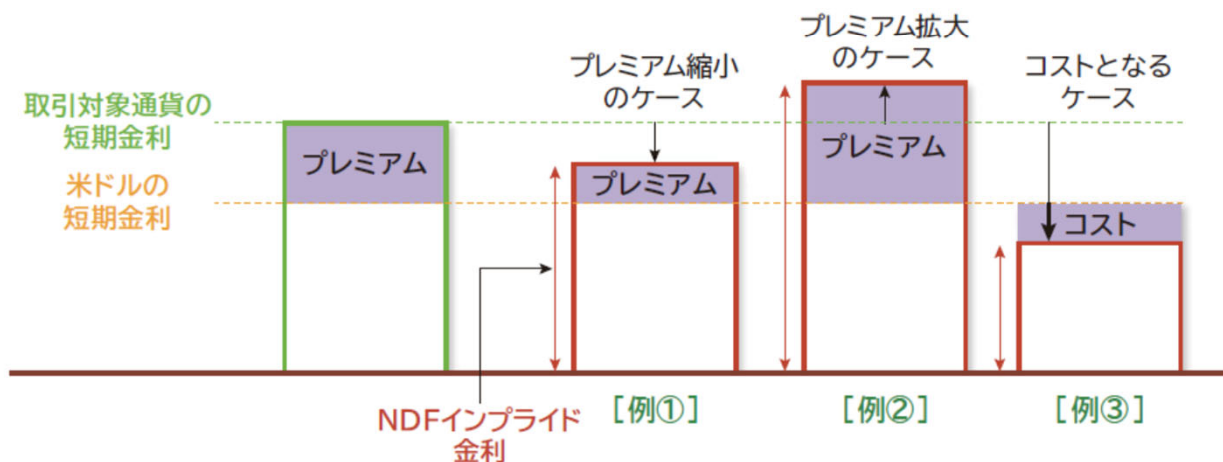 プレミアム拡大
のケース
プレミアム縮小
のケース
コストとなる
ケース
取引対象通貨の
短期金利
プレミアム
プレミアム
プレミアム
米ドルの
短期金利
コスト
NDFインプライド
金利
［例①］
［例②］
［例③］